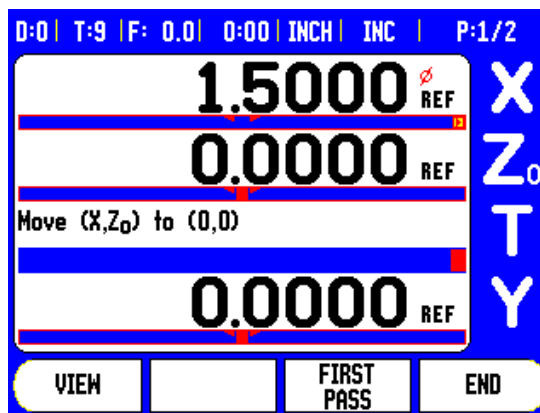 D:0| T:9 |F: 0.0| 0:00|INCH| INC | P:1/2
1.5000 ø REF X
0.0000 REF Z0
Move (X,Z0) to (0,0)
T
0.0000 REF Y
VIEW FIRST PASS END